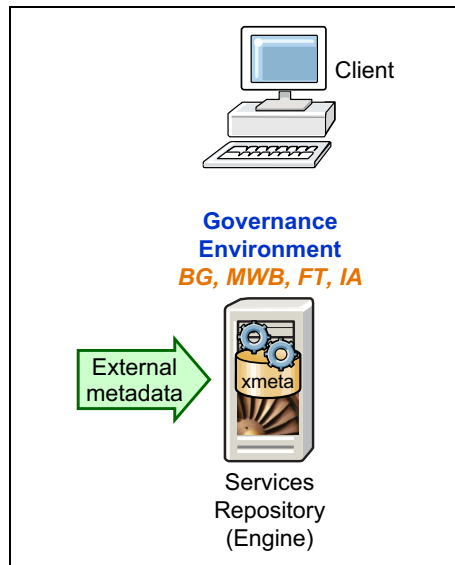 Client
Governance
Environment
BG, MWB, FT, IA
External
metadata
xmeta
Services
Repository
(Engine)